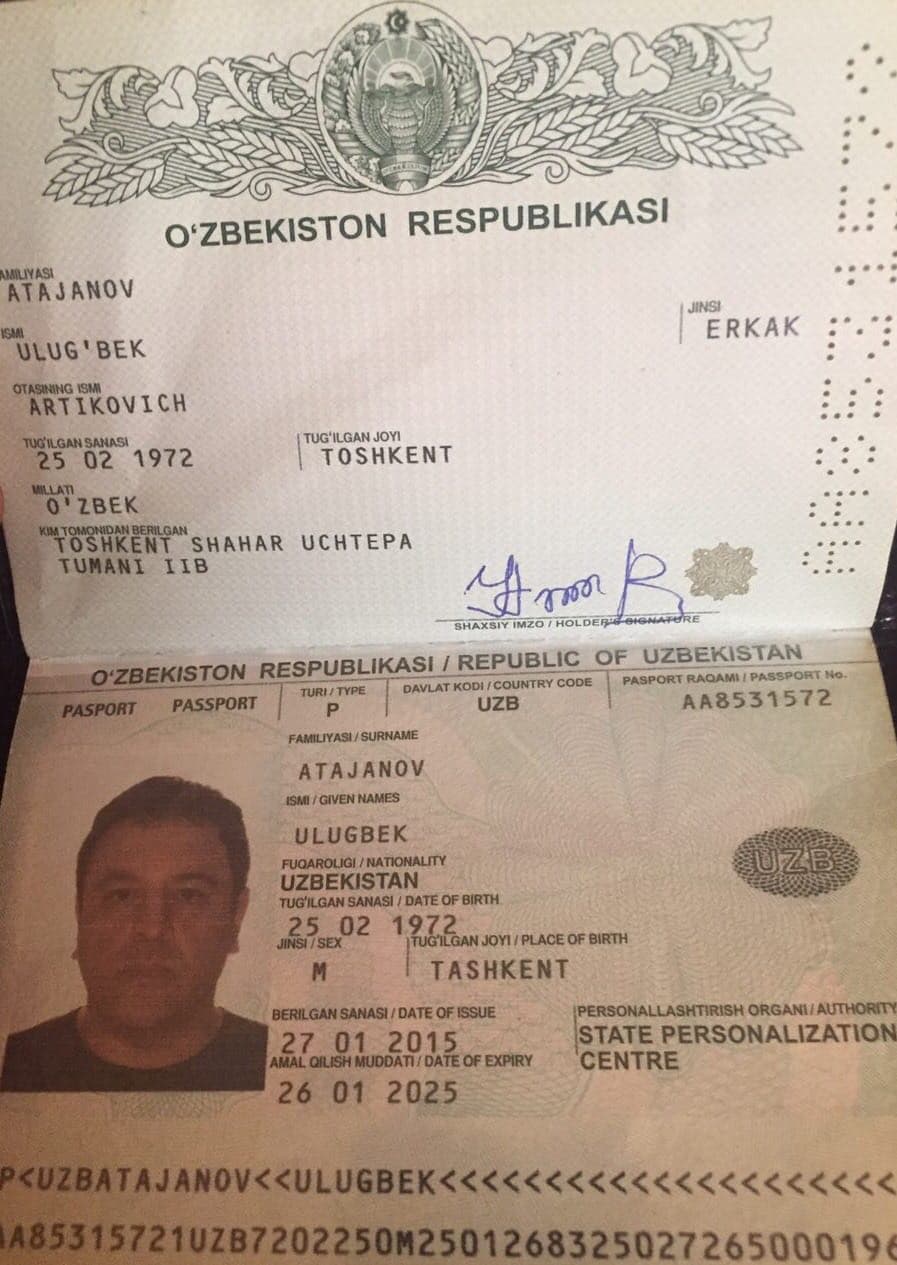 O‘ZBEKISTON RESPUBLIKASI
FAMILIYASI
ATAJANOV
ISMI
ULUG'BEK
JINSI
ERKAK
OTASINING ISMI
ARTIKOVICH
TUG‘ILGAN SANASI
25 02 1972
TUG‘ILGAN JOYI
TOSHKENT
MILLATI
O'ZBEK
KIM TOMONIDAN BERILGAN
TOSHKENT SHAHAR UCHTEPA
TUMANI IIB
SHAXSIY IMZO / HOLDER'S SIGNATURE
O‘ZBEKISTON RESPUBLIKASI / REPUBLIC OF UZBEKISTAN
PASPORT PASSPORT
TURI / TYPE
P
DAVLAT KODI / COUNTRY CODE
UZB
PASPORT RAQAMI / PASSPORT No.
AA8531572
FAMILIYASI / SURNAME
ATAJANOV
ISMI / GIVEN NAMES
ULUGBEK
FUQAROLIGI / NATIONALITY
UZBEKISTAN
TUG‘ILGAN SANASI / DATE OF BIRTH
25 02 1972
JINSI / SEX
M
TUG‘ILGAN JOYI / PLACE OF BIRTH
TASHKENT
UZB
BERILGAN SANASI / DATE OF ISSUE
27 01 2015
AMAL QILISH MUDDATI / DATE OF EXPIRY
26 01 2025
PERSONALLASHTIRISH ORGANI / AUTHORITY
STATE PERSONALIZATION
CENTRE
P<UZBATAJANOV<<ULUGBEK<<<<<<<<<<<<<<<<<<<<<<
AA85315721UZB7202250M2501268325027265000196